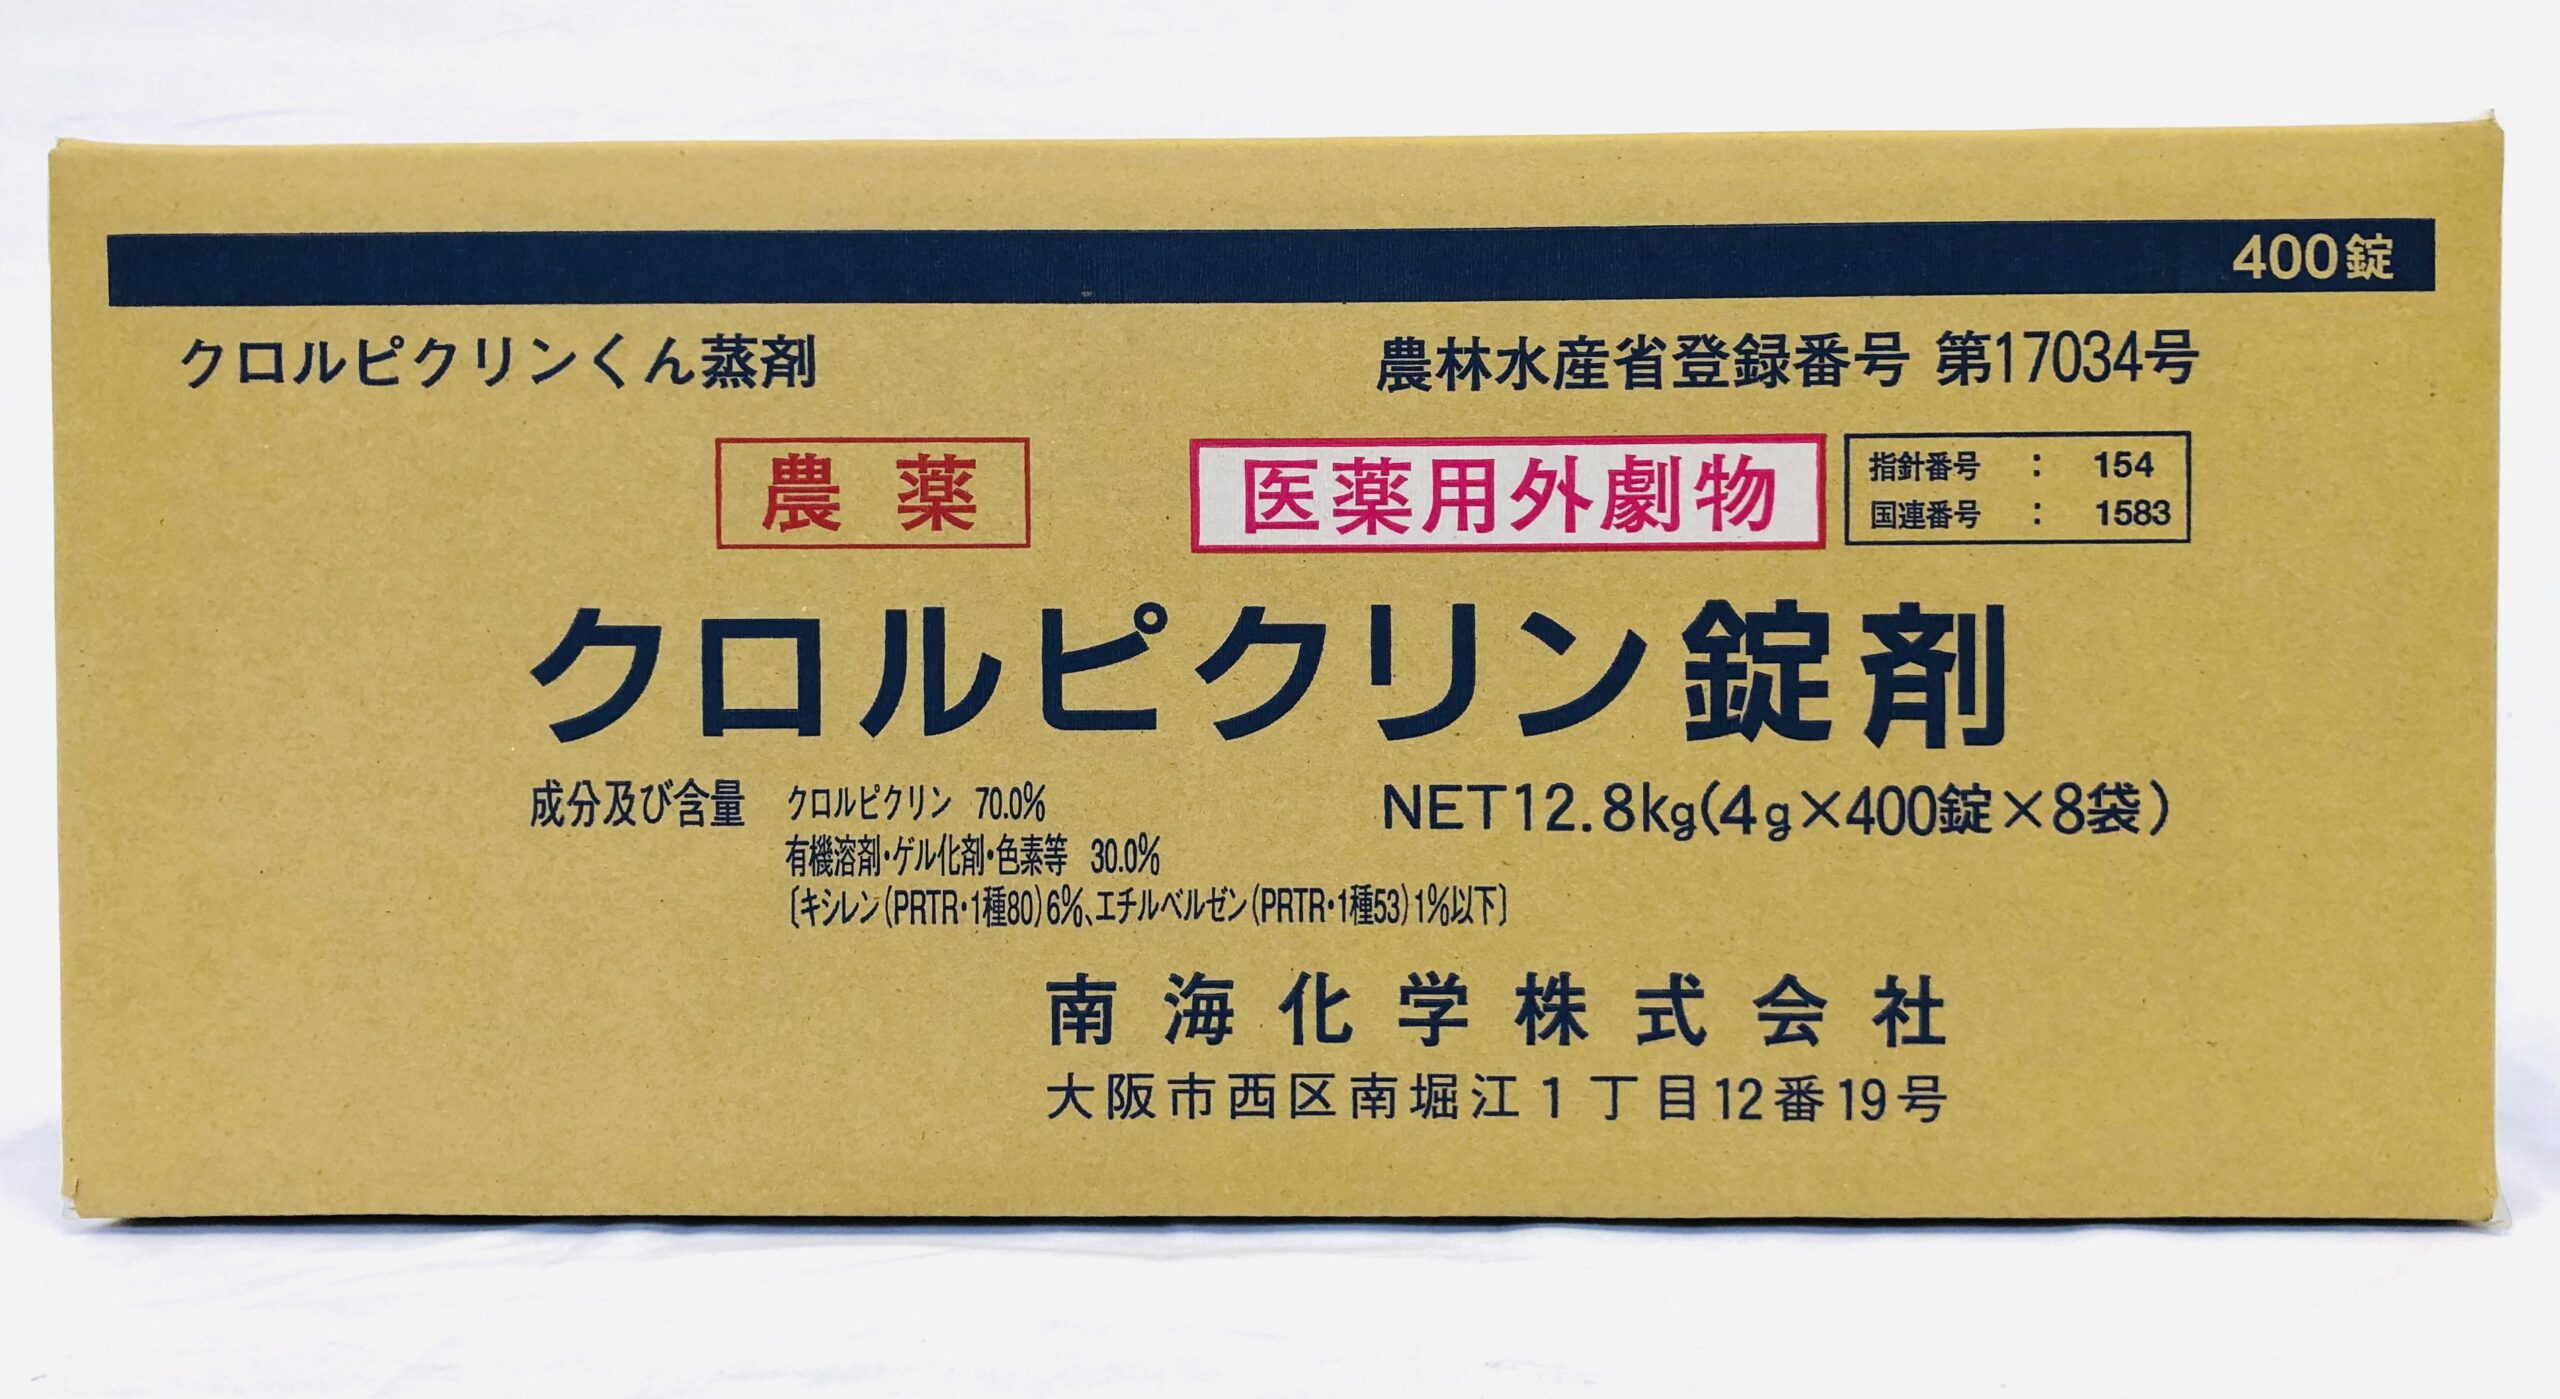 400錠
クロルピクリンくん蒸剤
農林水産省登録番号 第17034号
農薬
医薬用外劇物
指針番号 : 154
国連番号 : 1583
クロルピクリン錠剤
成分及び含量 クロルピクリン 70.0%
有機溶剤・ゲル化剤・色素等 30.0%
〔キシレン(PRTR・1種80)6%、エチルベルゼン(PRTR・1種53)1%以下〕
NET12.8kg(4g×400錠×8袋)
南海化学株式会社
大阪市西区南堀江1丁目12番19号